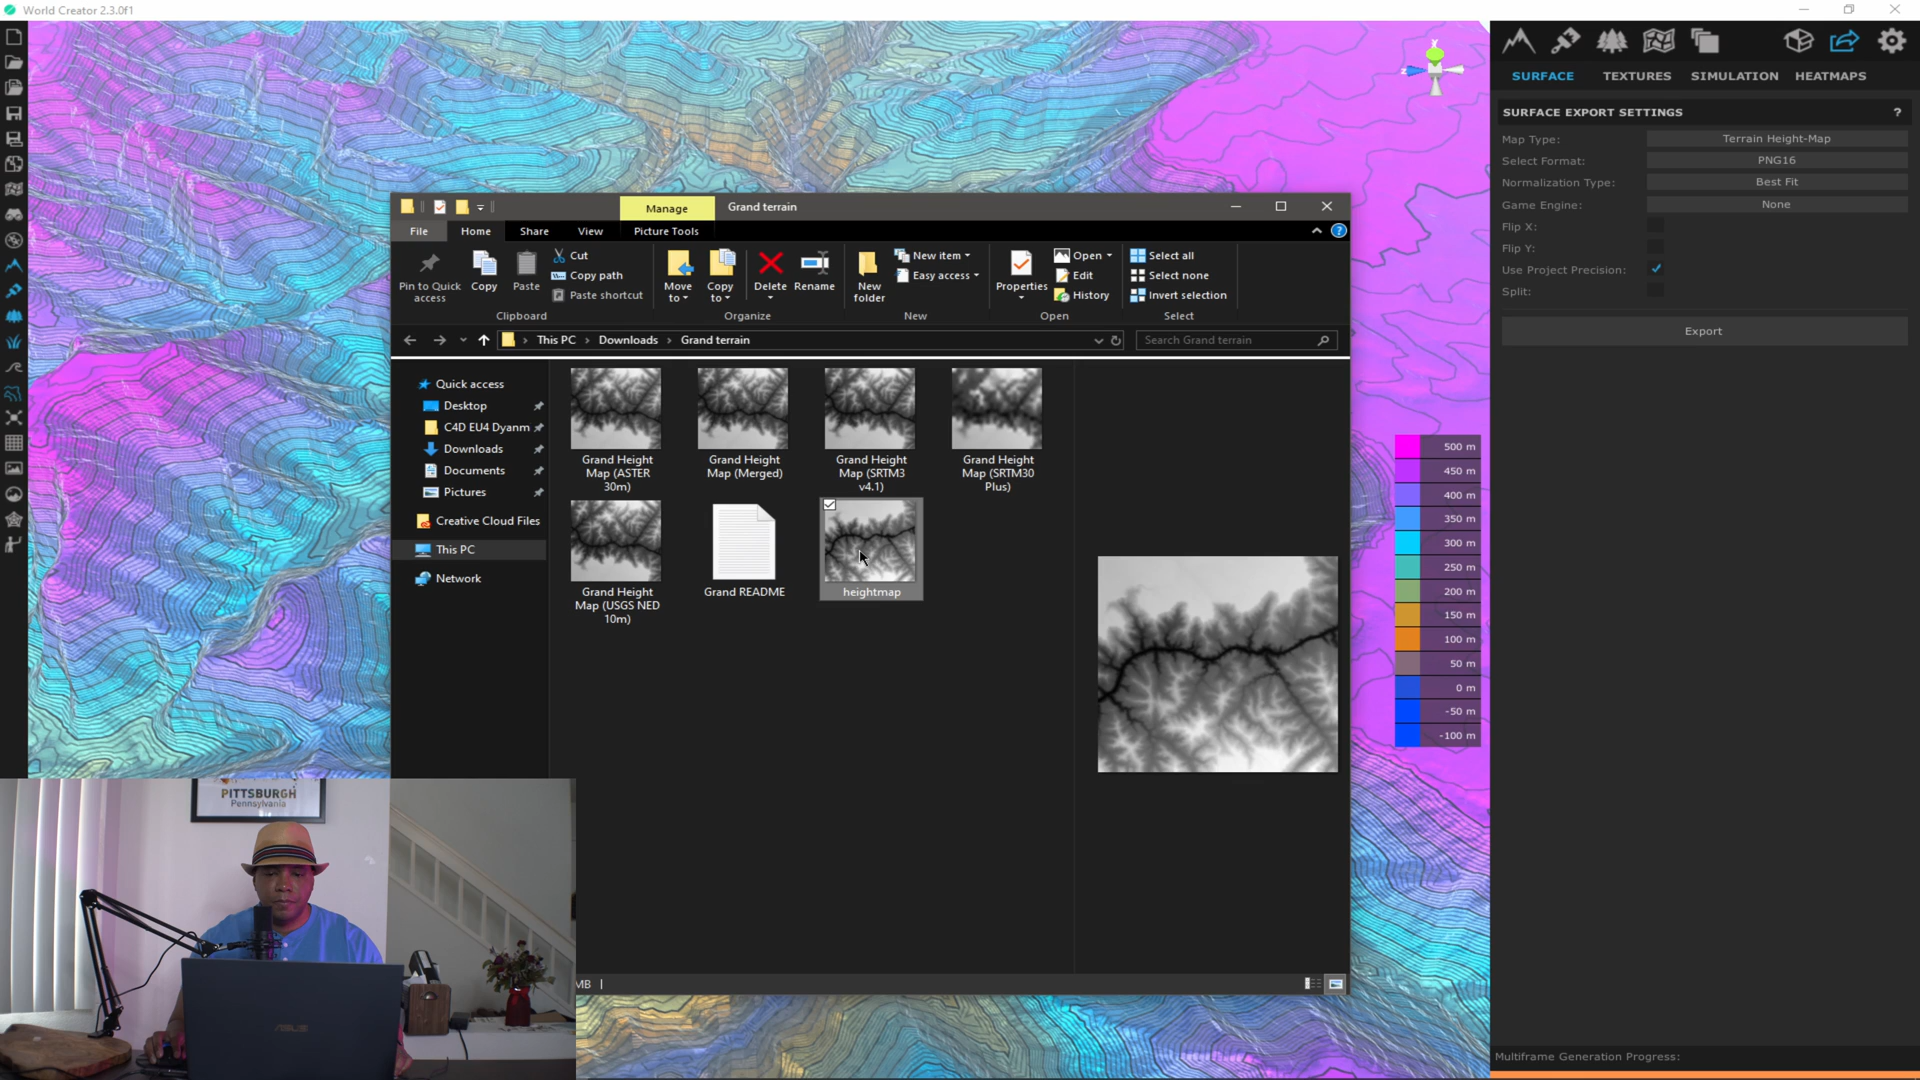 World Creator 2.3.0f1
SURFACE
TEXTURES
SIMULATION
HEATMAPS
SURFACE EXPORT SETTINGS
?
Map Type:
Terrain Height-Map
Select Format:
PNG16
Normalization Type:
Best Fit
Game Engine:
None
Flip X:
Flip Y:
Use Project Precision:
Split:
Export
Manage
Grand terrain
File
Home
Share
View
Picture Tools
Pin to Quick
access
Copy
Paste
Cut
Copy path
Paste shortcut
Clipboard
Move
to
Copy
to
Delete
Rename
Organize
New
folder
New item
Easy access
New
Properties
Open
Edit
History
Open
Select all
Select none
Invert selection
Select
This PC
Downloads
Grand terrain
Search Grand terrain
Quick access
Desktop
C4D EU4 Dyanm
Downloads
Documents
Pictures
Creative Cloud Files
This PC
Network
Grand Height
Map (ASTER
30m)
Grand Height
Map (Merged)
Grand Height
Map (SRTM3
v4.1)
Grand Height
Map (SRTM30
Plus)
Grand Height
Map (USGS NED
10m)
Grand README
heightmap
500 m
450 m
400 m
350 m
300 m
250 m
200 m
150 m
100 m
50 m
0 m
-50 m
-100 m
PITTSBURGH
Pennsylvania
ASUS
MB
Multiframe Generation Progress: